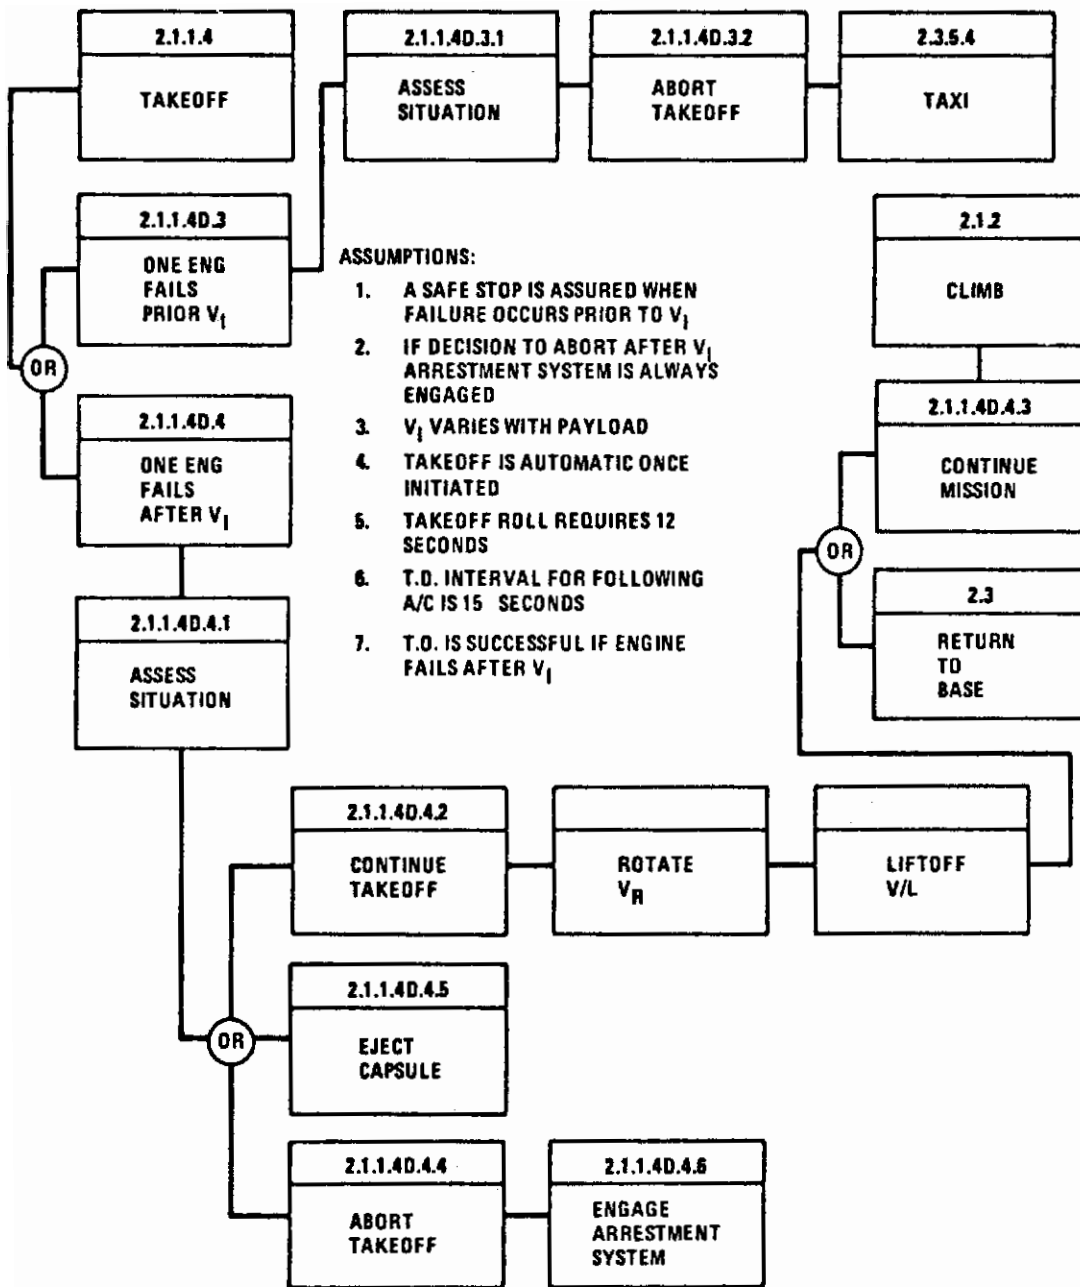 2.1.1.4
TAKEOFF
2.1.1.4D.3.1
ASSESS
SITUATION
2.1.1.4D.3.2
ABORT
TAKEOFF
2.3.5.4
TAXI
2.1.1.4D.3
ONE ENG
FAILS
PRIOR V₁
OR
2.1.1.4D.4
ONE ENG
FAILS
AFTER V₁
2.1.1.4D.4.1
ASSESS
SITUATION
ASSUMPTIONS:
1. A SAFE STOP IS ASSURED WHEN
FAILURE OCCURS PRIOR TO V₁
2. IF DECISION TO ABORT AFTER V₁
ARRESTMENT SYSTEM IS ALWAYS
ENGAGED
3. V₁ VARIES WITH PAYLOAD
4. TAKEOFF IS AUTOMATIC ONCE
INITIATED
5. TAKEOFF ROLL REQUIRES 12
SECONDS
6. T.O. INTERVAL FOR FOLLOWING
A/C IS 15 SECONDS
7. T.O. IS SUCCESSFUL IF ENGINE
FAILS AFTER V₁
2.1.2
CLIMB
2.1.1.4D.4.3
CONTINUE
MISSION
OR
2.3
RETURN
TO
BASE
2.1.1.4D.4.2
CONTINUE
TAKEOFF
ROTATE
V_R
LIFTOFF
V/L
OR
2.1.1.4D.4.5
EJECT
CAPSULE
2.1.1.4D.4.4
ABORT
TAKEOFF
2.1.1.4D.4.6
ENGAGE
ARRESTMENT
SYSTEM